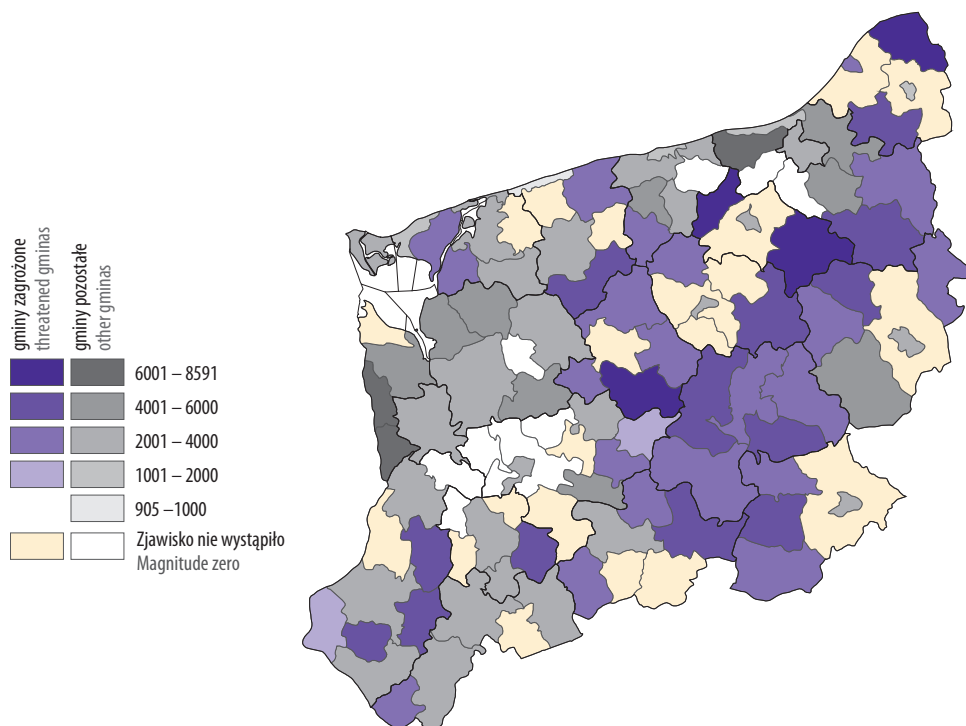 gminy zagrożone
threatened gminas
gminy pozostałe
other gminas
6001 – 8591
4001 – 6000
2001 – 4000
1001 – 2000
905 –1000
Zjawisko nie wystąpiło
Magnitude zero